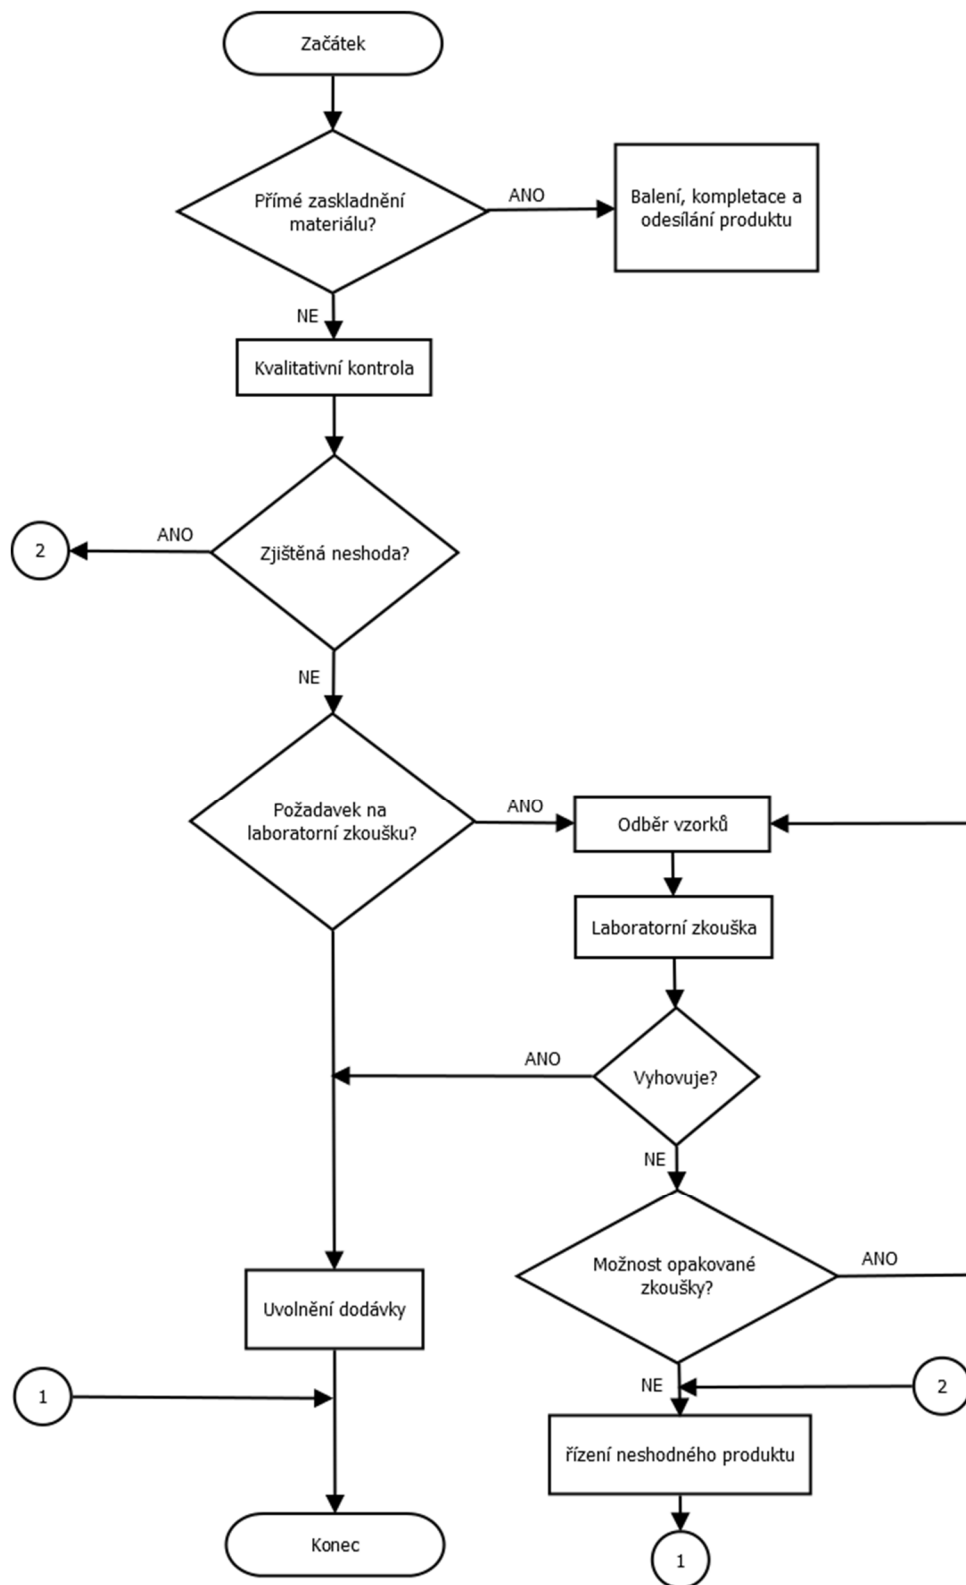 Začátek
Přímé zaskladnění
materiálu?
ANO
Balení, kompletace a
odesílání produktu
NE
Kvalitativní kontrola
2
ANO
Zjištěná neshoda?
NE
Požadavek na
laboratorní zkoušku?
ANO
Odběr vzorků
Laboratorní zkouška
ANO
Vyhovuje?
NE
Možnost opakované
zkoušky?
ANO
Uvolnění dodávky
1
NE
2
řízení neshodného produktu
Konec
1